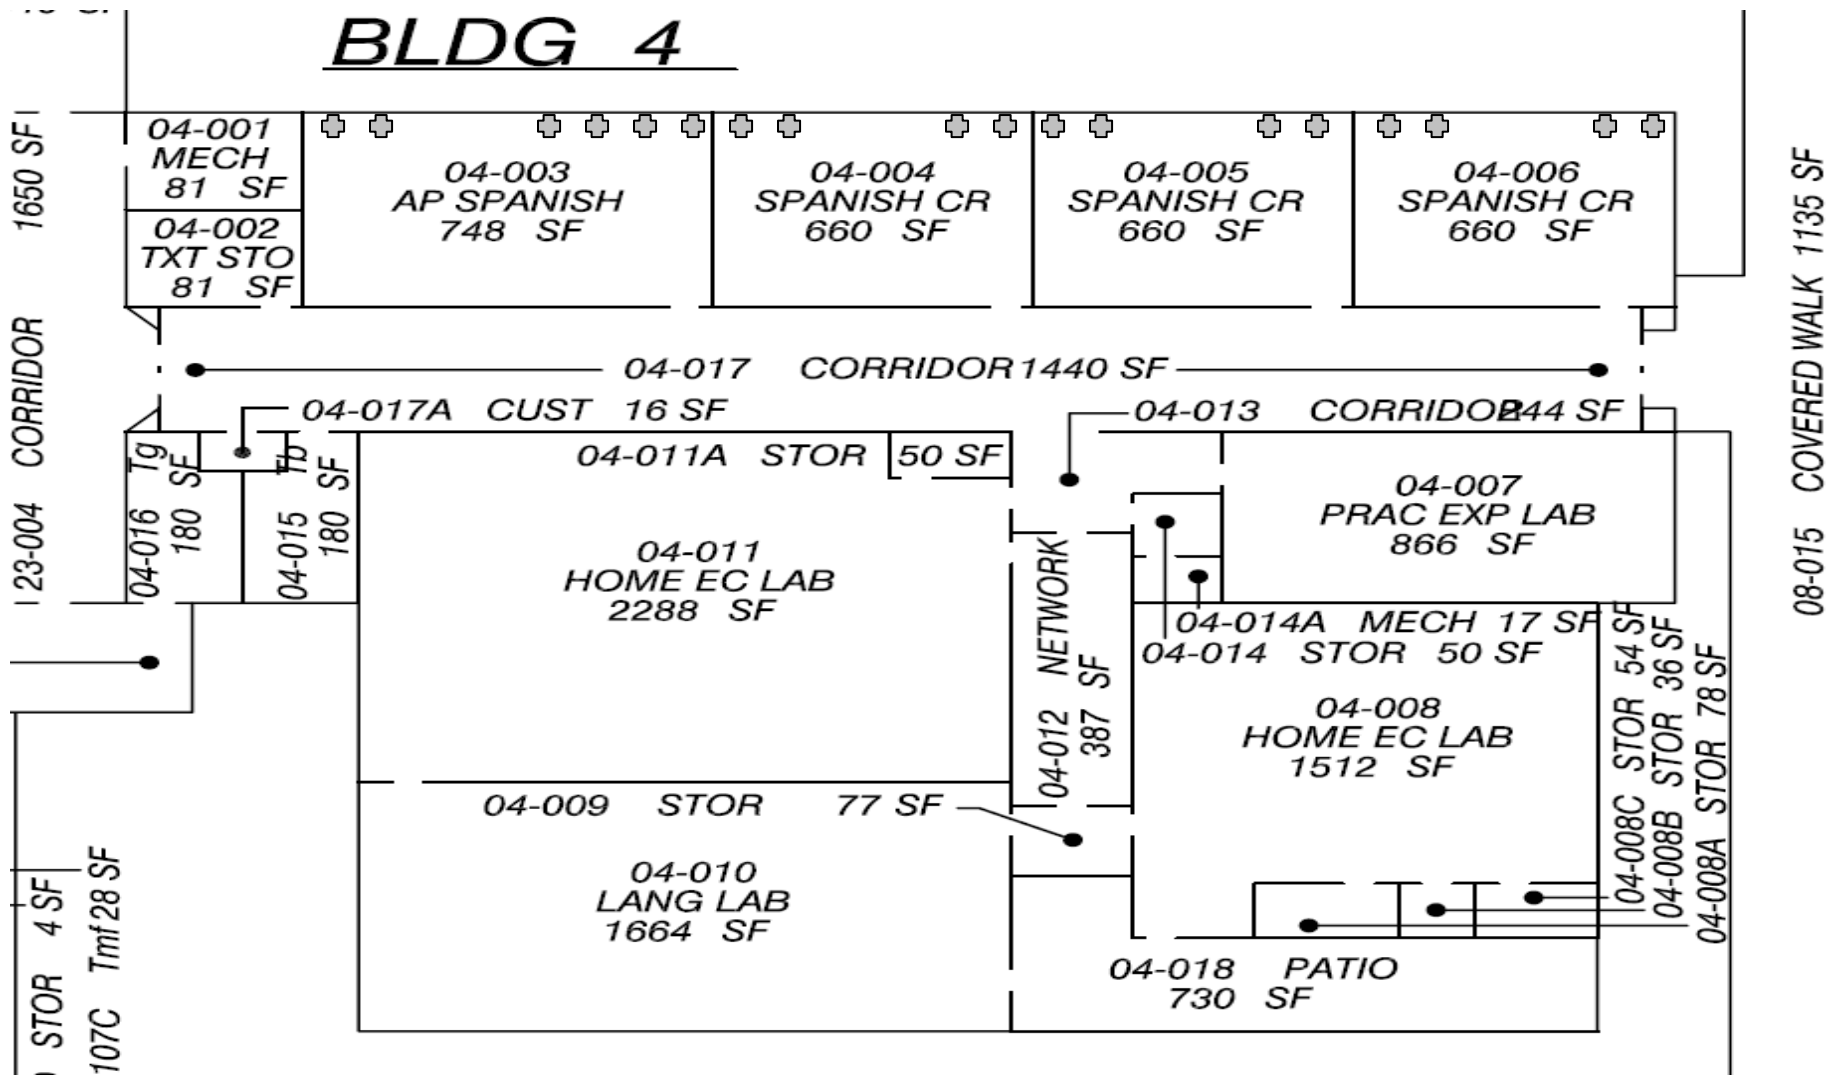 BLDG 4
04-001
MECH
81 SF
04-002
TXT STO
81 SF
04-003
AP SPANISH
748 SF
04-004
SPANISH CR
660 SF
04-005
SPANISH CR
660 SF
04-006
SPANISH CR
660 SF
1650 SF
23-004 CORRIDOR
08-015 COVERED WALK 1135 SF
04-017 CORRIDOR 1440 SF
04-017A CUST 16 SF
04-013 CORRIDOR 244 SF
04-016 Tg
180 SF
04-015 Tb
180 SF
04-011A STOR 50 SF
04-011
HOME EC LAB
2288 SF
04-012 NETWORK
387 SF
04-007
PRAC EXP LAB
866 SF
04-014A MECH 17 SF
04-014 STOR 50 SF
04-008
HOME EC LAB
1512 SF
04-008C STOR 54 SF
04-008B STOR 36 SF
04-008A STOR 78 SF
04-009 STOR 77 SF
04-010
LANG LAB
1664 SF
04-018 PATIO
730 SF
STOR 4 SF
107C Tmf 28 SF